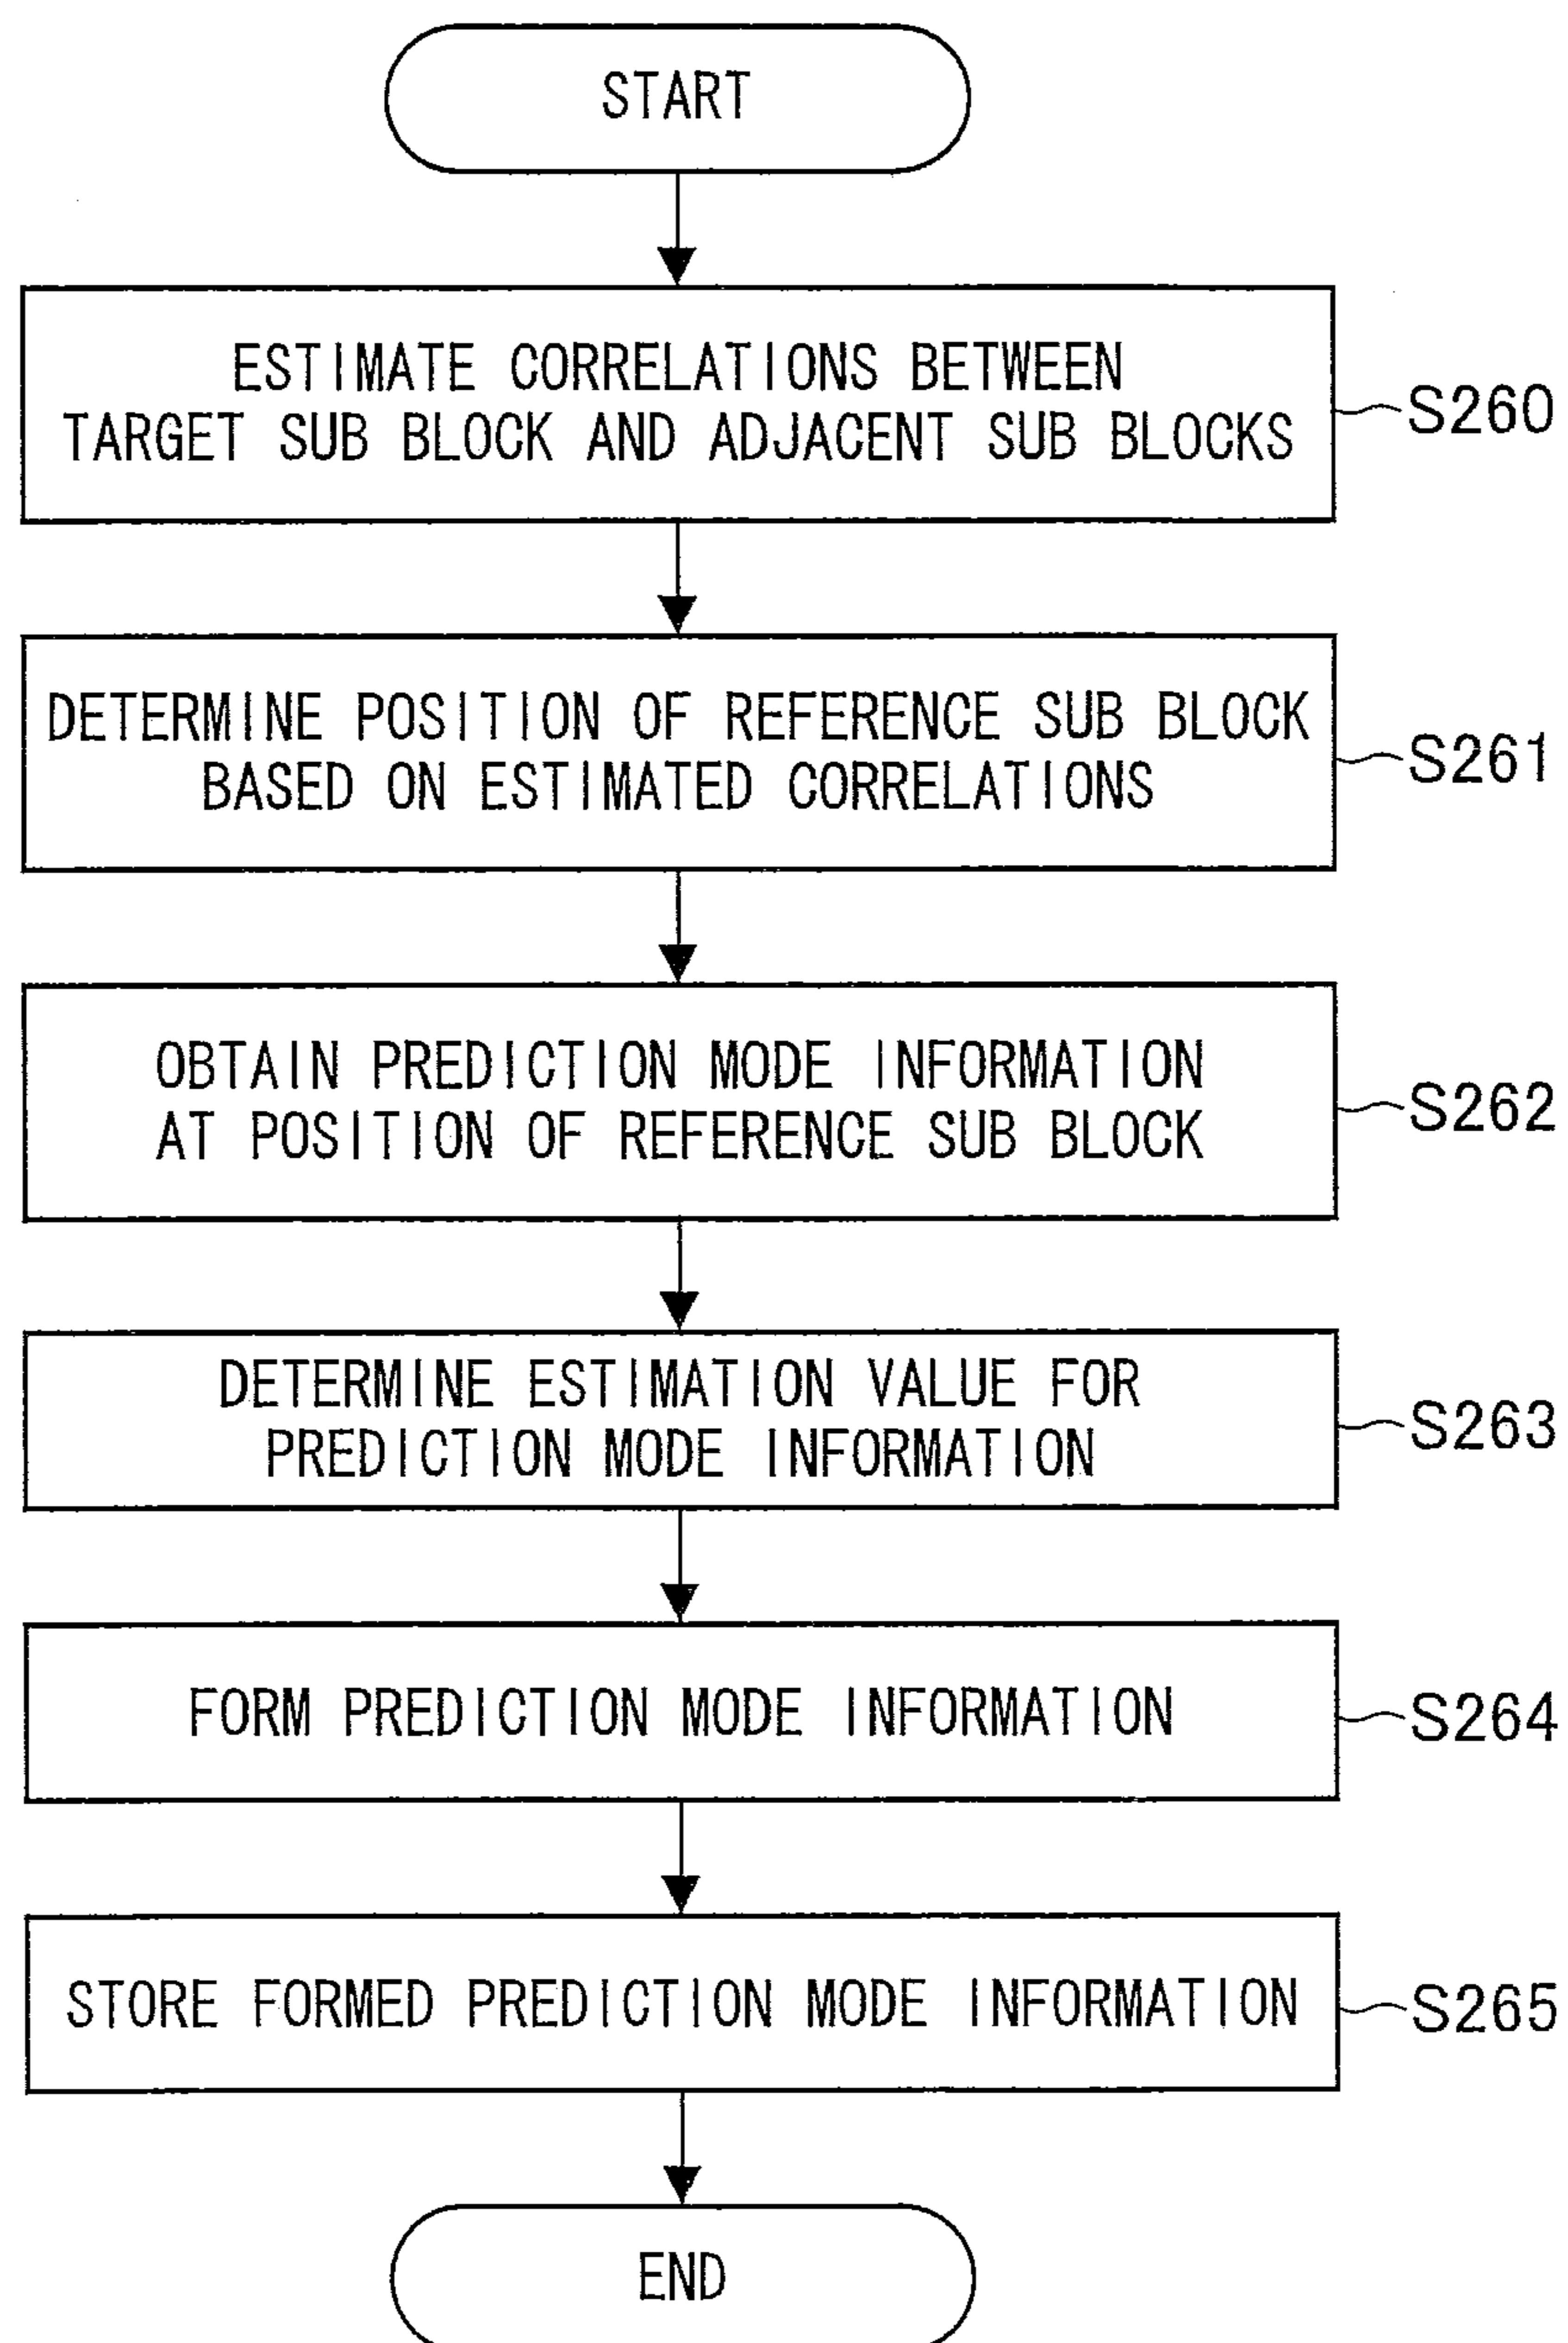 START
ESTIMATE CORRELATIONS BETWEEN
TARGET SUB BLOCK AND ADJACENT SUB BLOCKS
S260
DETERMINE POSITION OF REFERENCE SUB BLOCK
BASED ON ESTIMATED CORRELATIONS
S261
OBTAIN PREDICTION MODE INFORMATION
AT POSITION OF REFERENCE SUB BLOCK
S262
DETERMINE ESTIMATION VALUE FOR
PREDICTION MODE INFORMATION
S263
FORM PREDICTION MODE INFORMATION
S264
STORE FORMED PREDICTION MODE INFORMATION
S265
END